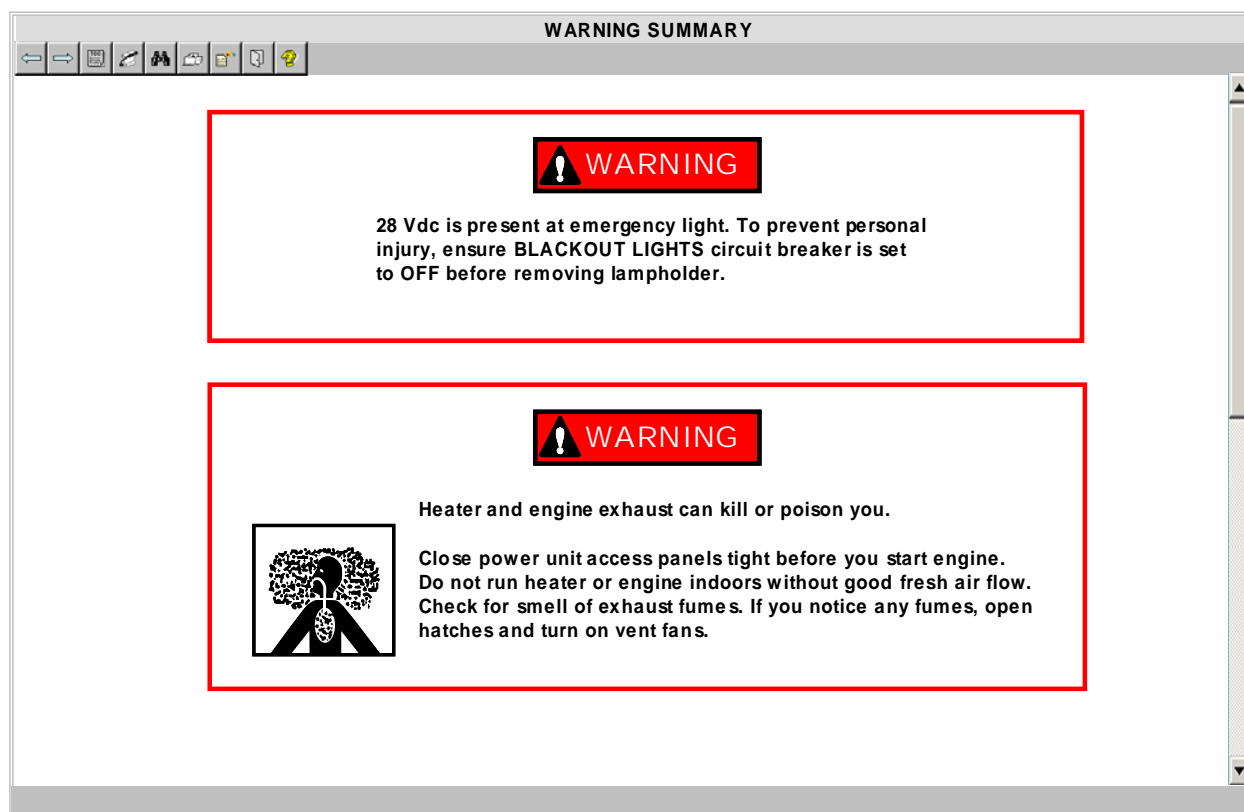 WARNING SUMMARY
WARNING
28 Vdc is present at emergency light. To prevent personal
injury, ensure BLACKOUT LIGHTS circuit breaker is set
to OFF before removing lampholder.
WARNING
Heater and engine exhaust can kill or poison you.
Close power unit access panels tight before you start engine.
Do not run heater or engine indoors without good fresh air flow.
Check for smell of exhaust fumes. If you notice any fumes, open
hatches and turn on vent fans.